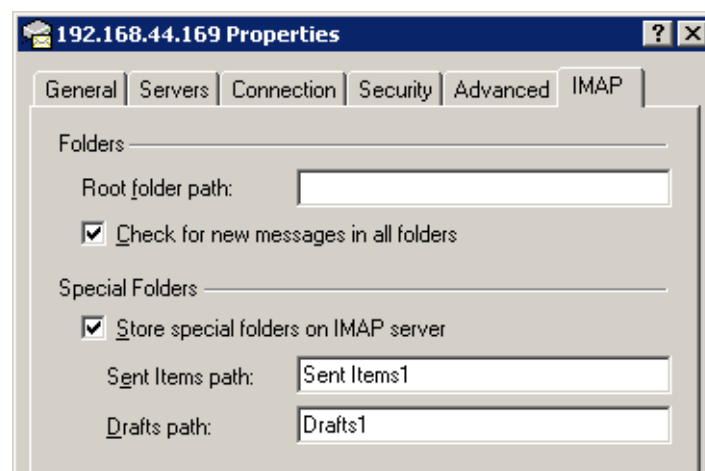 192.168.44.169 Properties
General Servers Connection Security Advanced IMAP
Folders
Root folder path:
Check for new messages in all folders
Special Folders
Store special folders on IMAP server
Sent Items path: Sent Items1
Drafts path: Drafts1